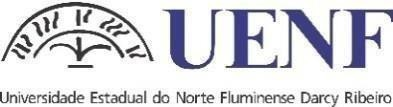 UENF
Universidade Estadual do Norte Fluminense Darcy Ribeiro